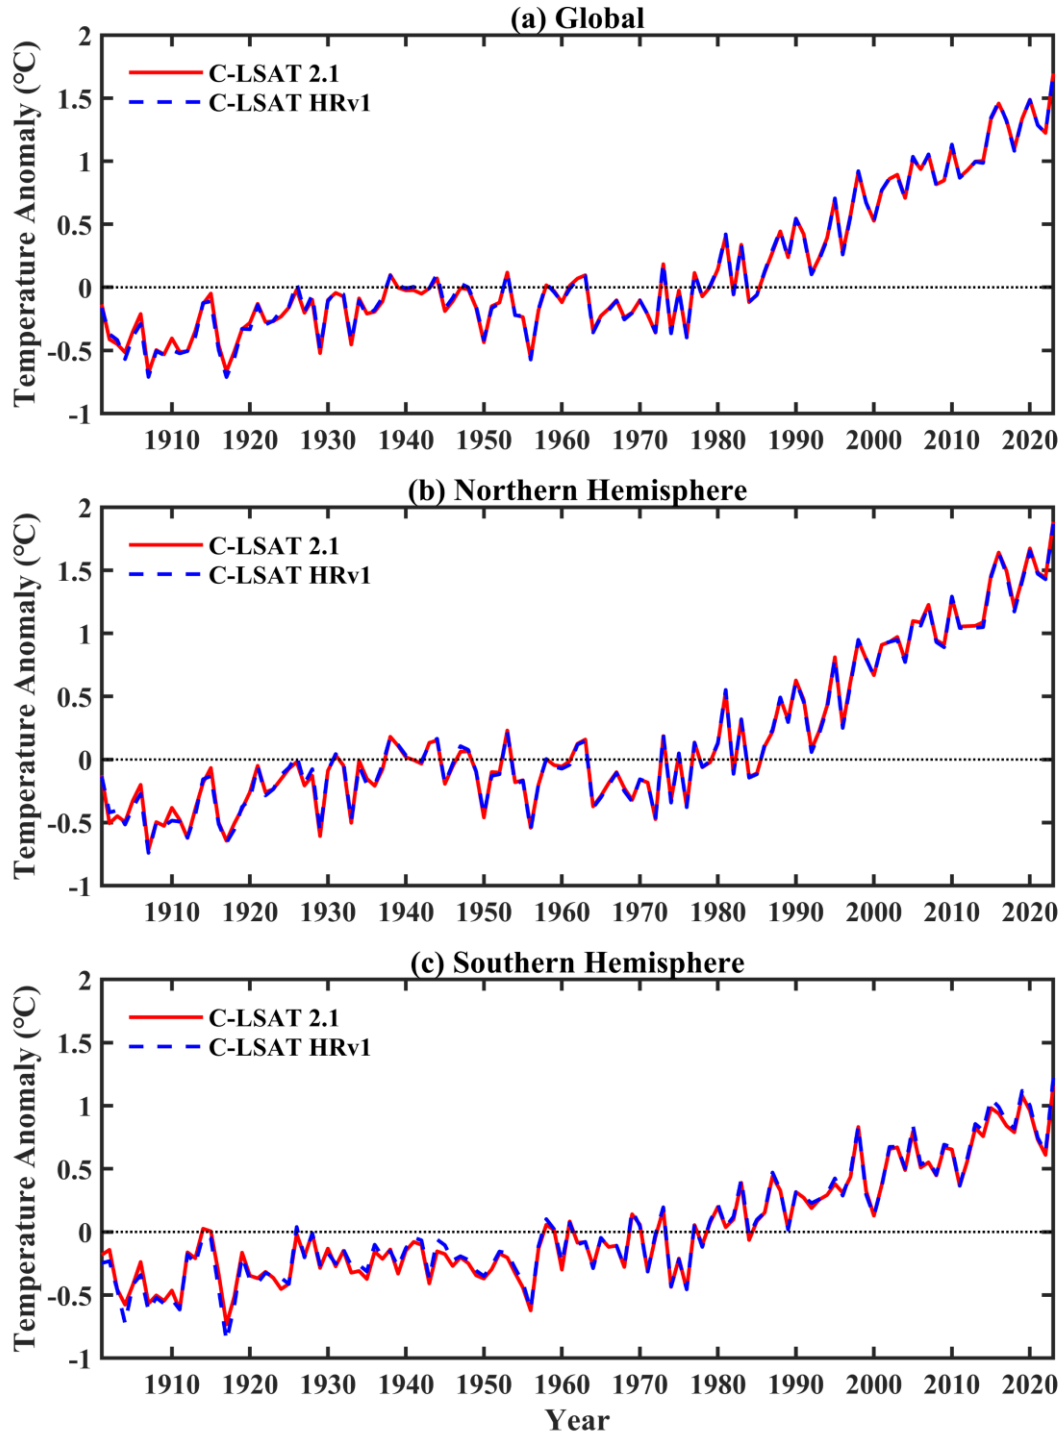 (a) Global
Temperature Anomaly (°C)
2
1.5
1
0.5
0
-0.5
-1
C-LSAT 2.1
C-LSAT HRv1
1910 1920 1930 1940 1950 1960 1970 1980 1990 2000 2010 2020
(b) Northern Hemisphere
Temperature Anomaly (°C)
2
1.5
1
0.5
0
-0.5
-1
C-LSAT 2.1
C-LSAT HRv1
1910 1920 1930 1940 1950 1960 1970 1980 1990 2000 2010 2020
(c) Southern Hemisphere
Temperature Anomaly (°C)
2
1.5
1
0.5
0
-0.5
-1
C-LSAT 2.1
C-LSAT HRv1
1910 1920 1930 1940 1950 1960 1970 1980 1990 2000 2010 2020
Year